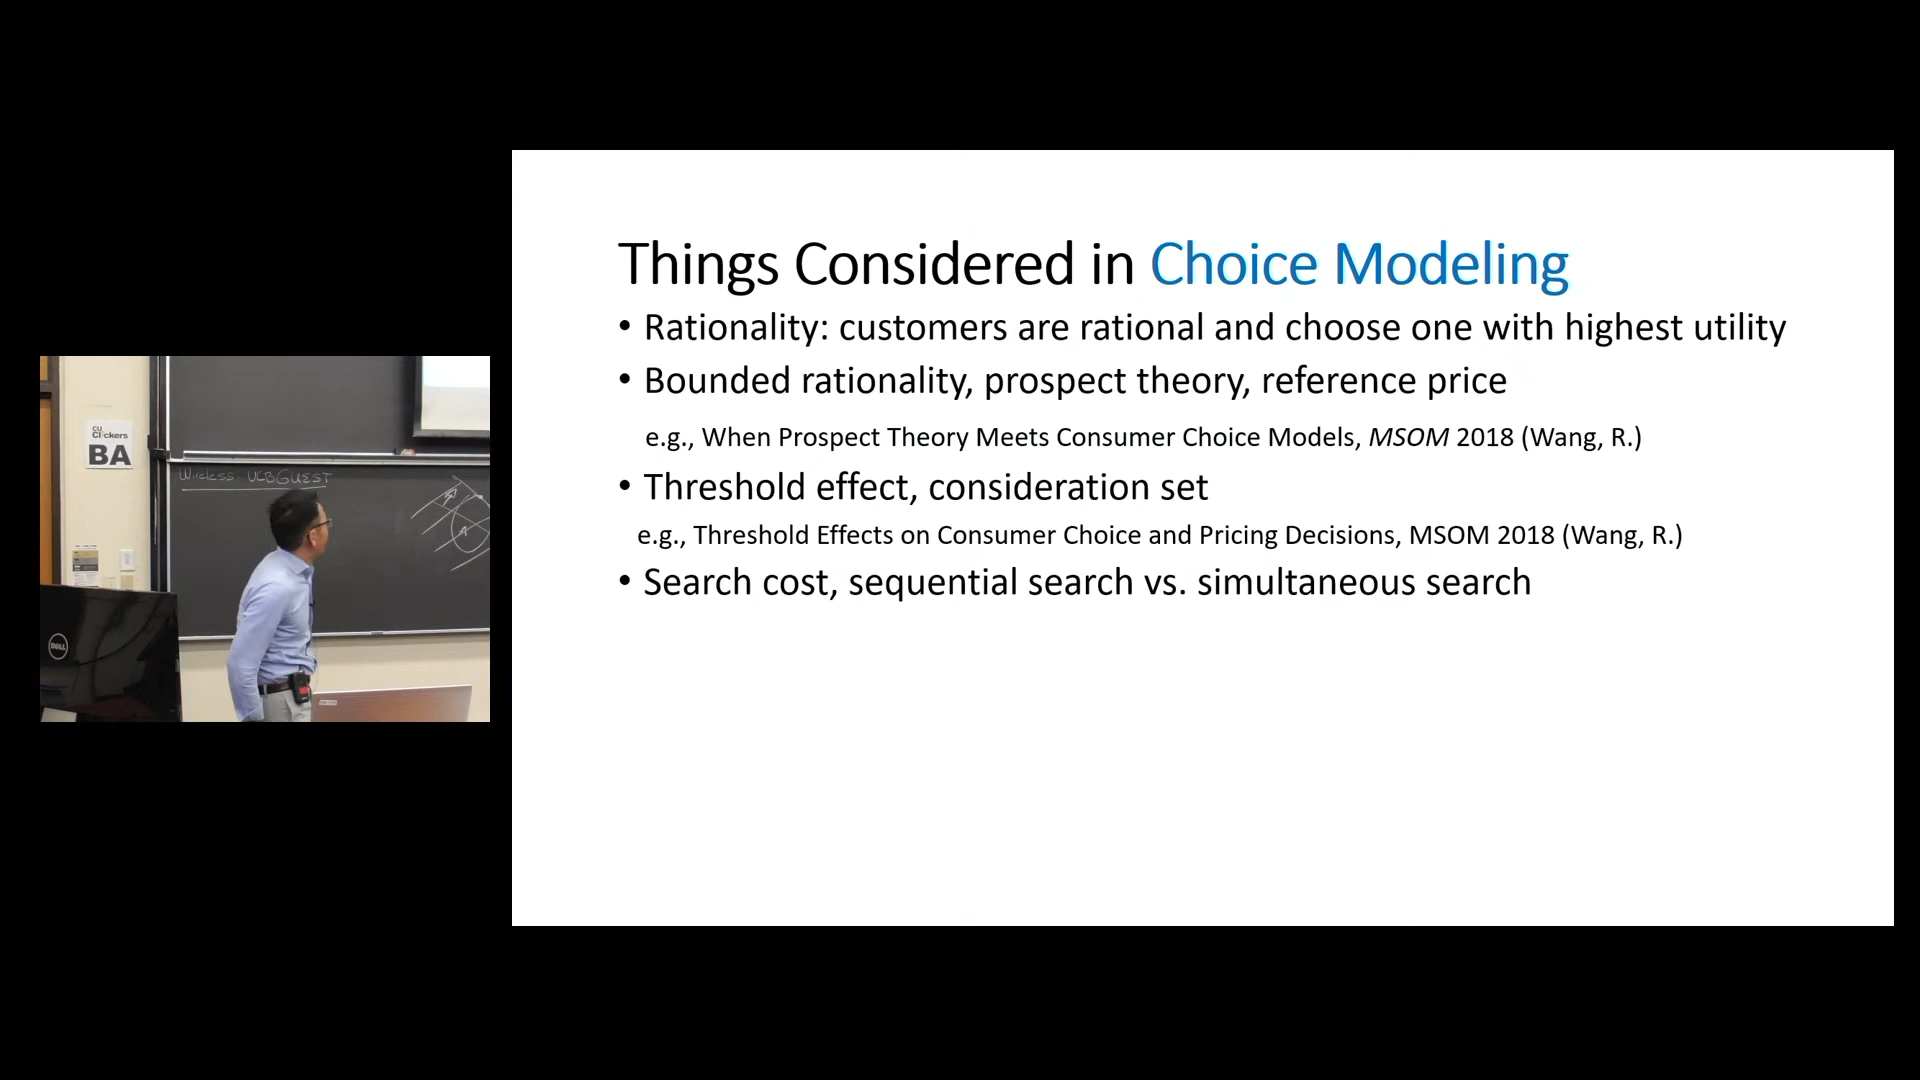 CU
Clickers
BA
Wireless: UCBGUEST
DELL
Things Considered in Choice Modeling
• Rationality: customers are rational and choose one with highest utility
• Bounded rationality, prospect theory, reference price
e.g., When Prospect Theory Meets Consumer Choice Models, MSOM 2018 (Wang, R.)
• Threshold effect, consideration set
e.g., Threshold Effects on Consumer Choice and Pricing Decisions, MSOM 2018 (Wang, R.)
• Search cost, sequential search vs. simultaneous search